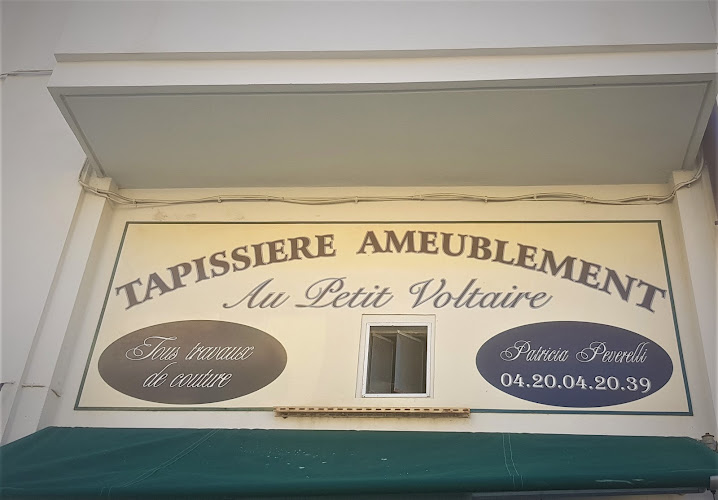 TAPISSIERE AMEUBLEMENT
Au Petit Voltaire
Tous travaux
de couture
Patricia Peverelli
04.20.04.20.39